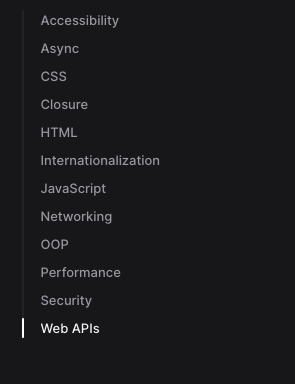 Accessibility
Async
CSS
Closure
HTML
Internationalization
JavaScript
Networking
OOP
Performance
Security
Web APIs